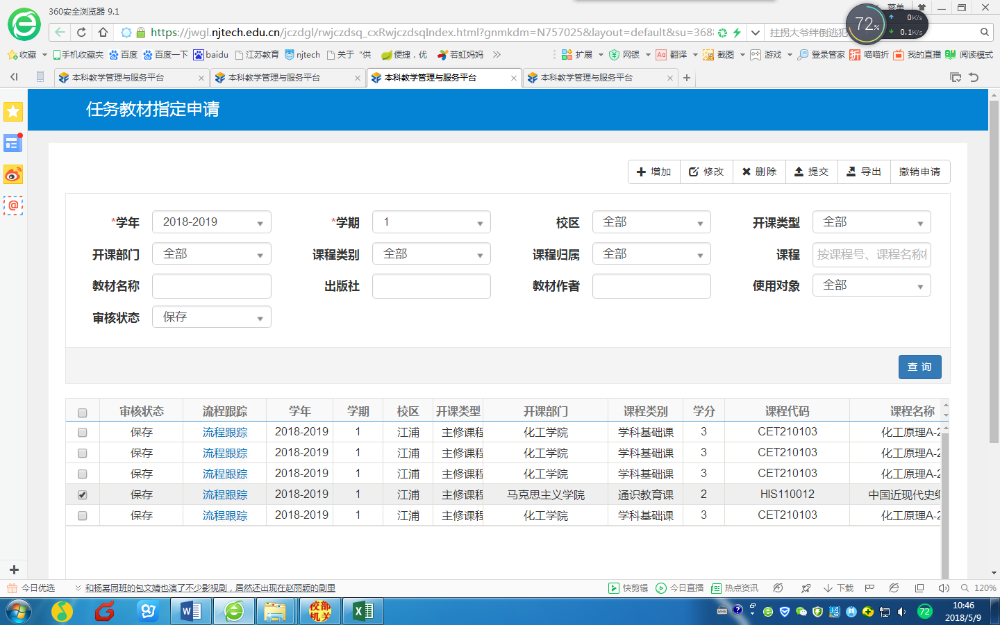 360安全浏览器 9.1
菜单
https://jwgl.njtech.edu.cn/jczdgl/rwjczdsq_cxRwjczdsqIndex.html?gnmkdm=N757025&layout=default&su=368
拄拐大爷绊倒逃犯
72%
0K/s
0.1K/s
收藏 手机收藏夹 百度 百度一下 baidu 江苏教育 njtech 关于“供 便捷，优 若虹妈妈 扩展 网银 翻译 截图 游戏 登录管家 喵喵折 我的直播 阅读模式
本科教学管理与服务平台 本科教学管理与服务平台 本科教学管理与服务平台 本科教学管理与服务平台
任务教材指定申请
增加 修改 删除 提交 导出 撤销申请
*学年 2018-2019 *学期 1 校区 全部 开课类型 全部
开课部门 全部 课程类别 全部 课程归属 全部 课程 按课程号、课程名称
教材名称 出版社 教材作者 使用对象 全部
审核状态 保存
查 询
审核状态 流程跟踪 学年 学期 校区 开课类型 开课部门 课程类别 学分 课程代码 课程名称
保存 流程跟踪 2018-2019 1 江浦 主修课程 化工学院 学科基础课 3 CET210103 化工原理A-2
保存 流程跟踪 2018-2019 1 江浦 主修课程 化工学院 学科基础课 3 CET210103 化工原理A-2
保存 流程跟踪 2018-2019 1 江浦 主修课程 化工学院 学科基础课 3 CET210103 化工原理A-2
保存 流程跟踪 2018-2019 1 江浦 主修课程 马克思主义学院 通识教育课 2 HIS110012 中国近现代史纲
保存 流程跟踪 2018-2019 1 江浦 主修课程 化工学院 学科基础课 3 CET210103 化工原理A-2
今日优选 和杨幂同班的包文婧也演了不少影视剧，居然还出现在赵丽颖的剧里 快剪辑 今日直播 热点资讯 下载 120%
校部
机关
72
10:46
2018/5/9